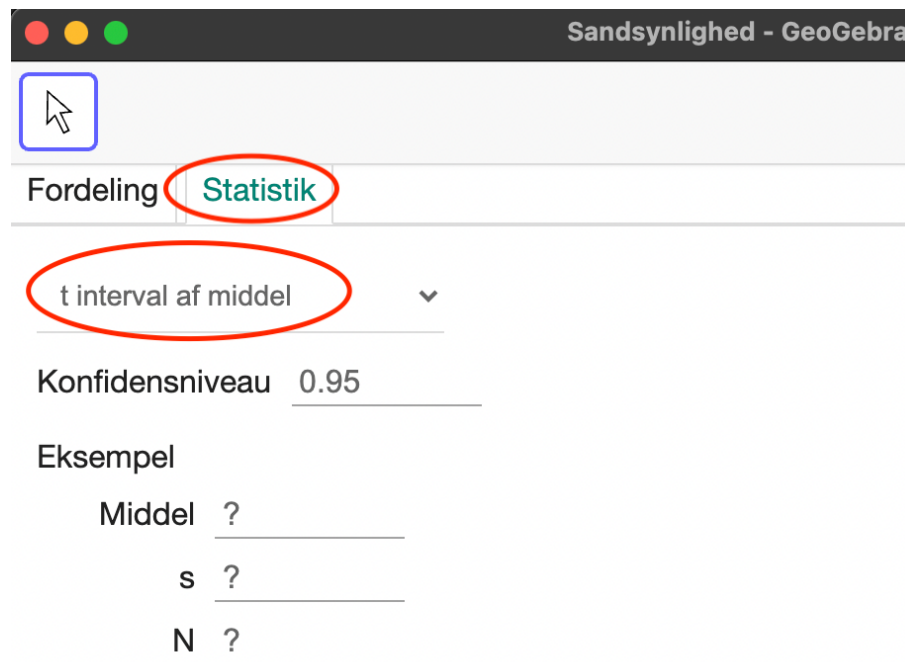 Sandsynlighed - GeoGebra
Fordeling Statistik
t interval af middel
Konfidensniveau 0.95
Eksempel
Middel ?
s ?
N ?